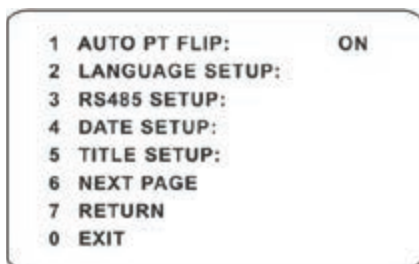 1 AUTO PT FLIP: ON
2 LANGUAGE SETUP:
3 RS485 SETUP:
4 DATE SETUP:
5 TITLE SETUP:
6 NEXT PAGE
7 RETURN
0 EXIT